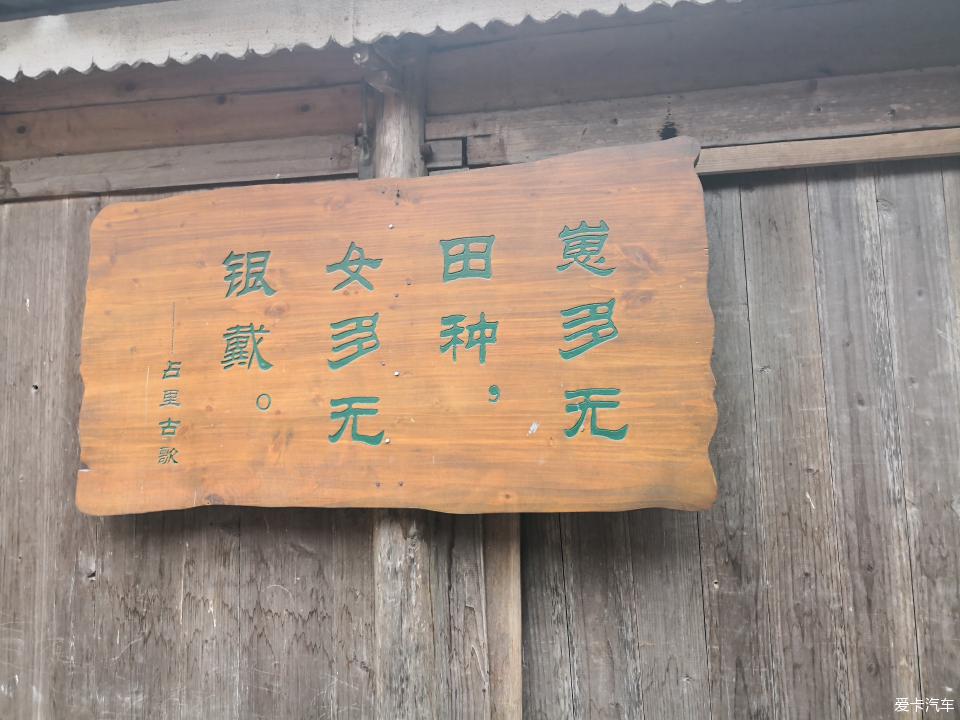 崽多无
田种，
女多无
银戴。
——占里古歌
爱卡汽车